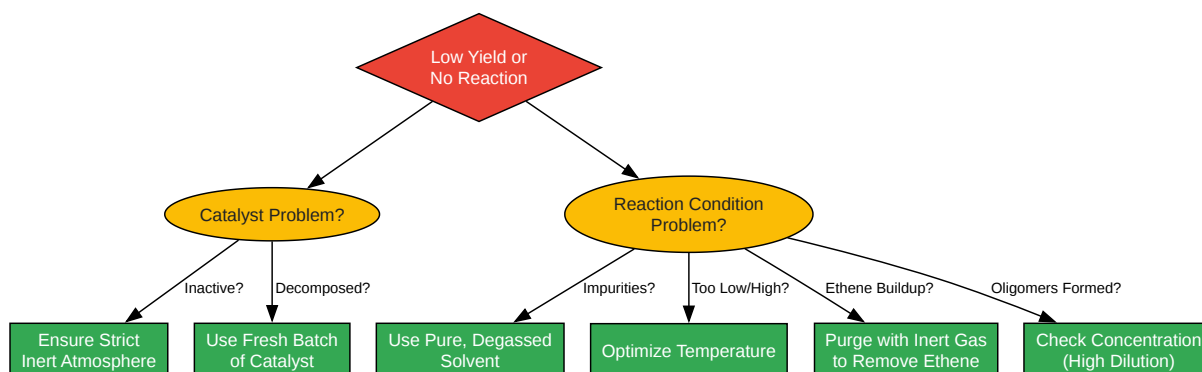 Low Yield or
No Reaction
Catalyst Problem?
Reaction Condition
Problem?
Inactive?
Decomposed?
Impurities?
Too Low/High?
Ethene Buildup?
Oligomers Formed?
Ensure Strict
Inert Atmosphere
Use Fresh Batch
of Catalyst
Use Pure, Degassed
Solvent
Optimize Temperature
Purge with Inert Gas
to Remove Ethene
Check Concentration
(High Dilution)